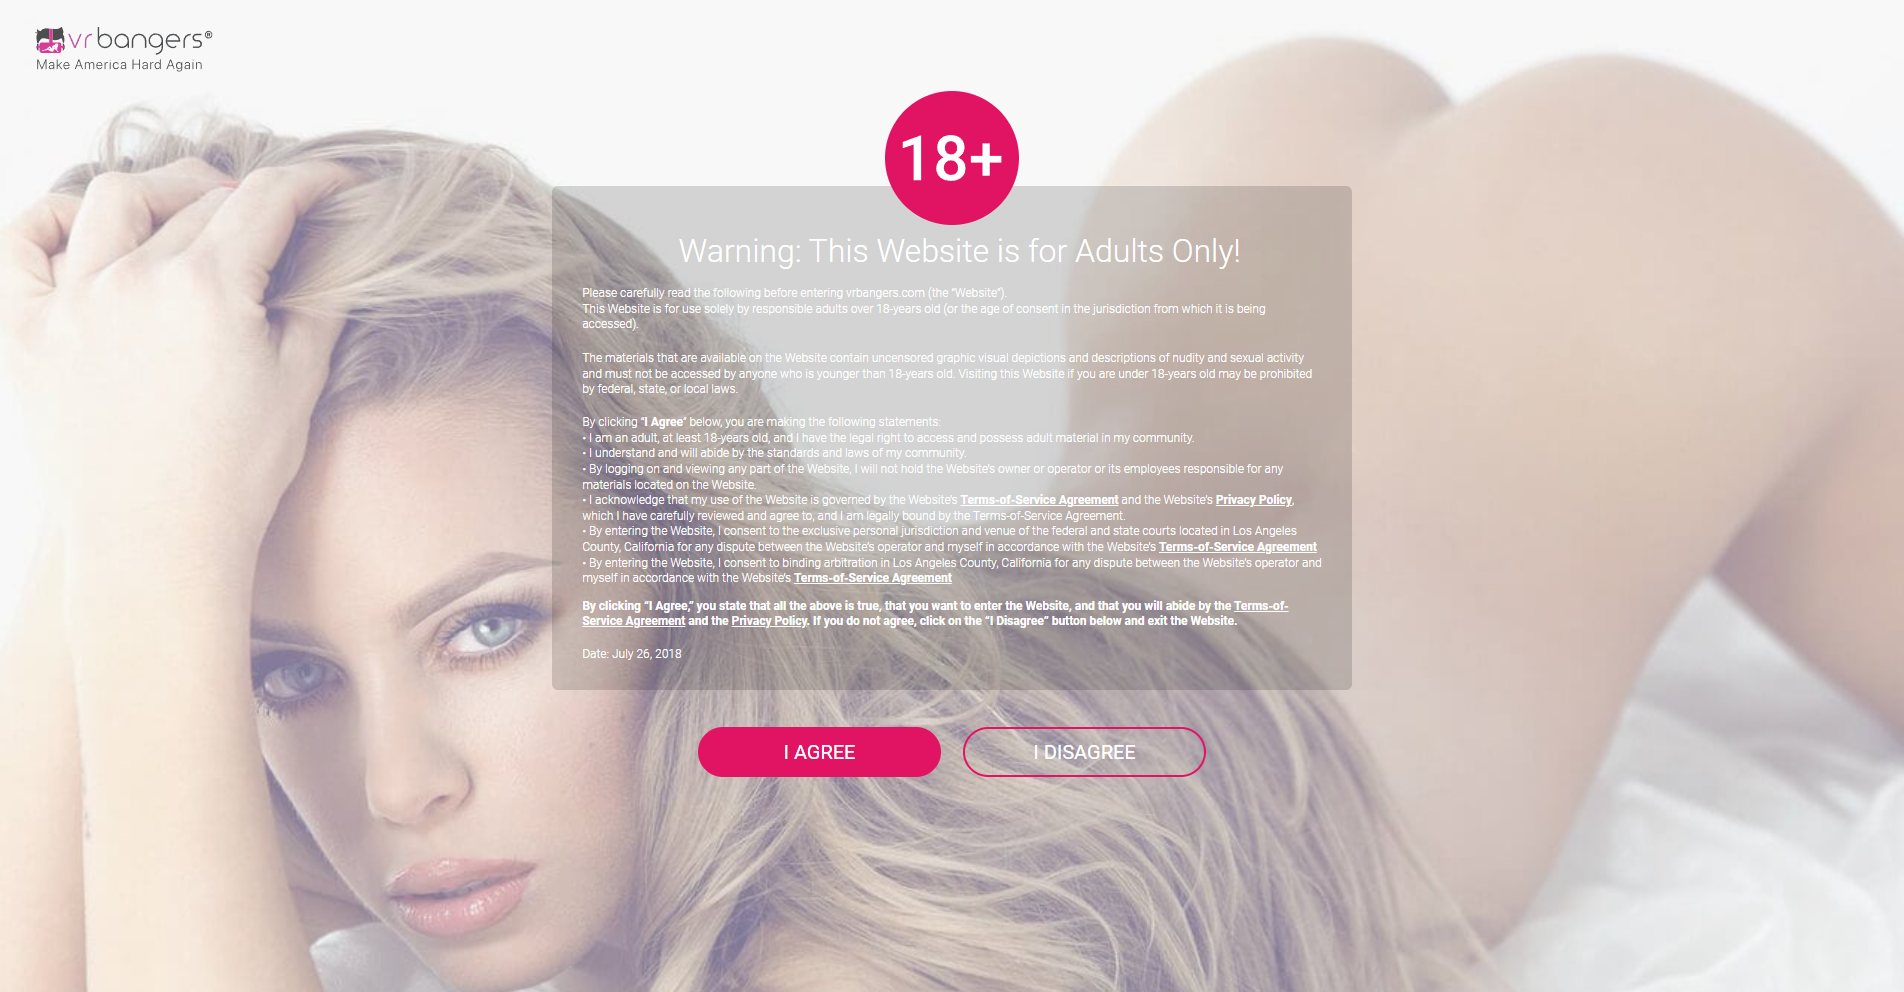 vrbangers®
Make America Hard Again
18+
Warning: This Website is for Adults Only!
Please carefully read the following before entering vrbangers.com (the "Website").
This Website is for use solely by responsible adults over 18-years old (or the age of consent in the jurisdiction from which it is being
accessed).
The materials that are available on the Website contain uncensored graphic visual depictions and descriptions of nudity and sexual activity
and must not be accessed by anyone who is younger than 18-years old. Visiting this Website if you are under 18-years old may be prohibited
by federal, state, or local laws.
By clicking "I Agree" below, you are making the following statements:
• I am an adult, at least 18-years old, and I have the legal right to access and possess adult material in my community.
• I understand and will abide by the standards and laws of my community.
• By logging on and viewing any part of the Website, I will not hold the Website's owner or operator or its employees responsible for any
materials located on the Website.
• I acknowledge that my use of the Website is governed by the Website's Terms-of-Service Agreement and the Website's Privacy Policy,
which I have carefully reviewed and agree to, and I am legally bound by the Terms-of-Service Agreement.
• By entering the Website, I consent to the exclusive personal jurisdiction and venue of the federal and state courts located in Los Angeles
County, California for any dispute between the Website's operator and myself in accordance with the Website's Terms-of-Service Agreement
• By entering the Website, I consent to binding arbitration in Los Angeles County, California for any dispute between the Website's operator and
myself in accordance with the Website's Terms-of-Service Agreement
By clicking "I Agree," you state that all the above is true, that you want to enter the Website, and that you will abide by the Terms-of-
Service Agreement and the Privacy Policy. If you do not agree, click on the "I Disagree" button below and exit the Website.
Date: July 26, 2018
I AGREE
I DISAGREE